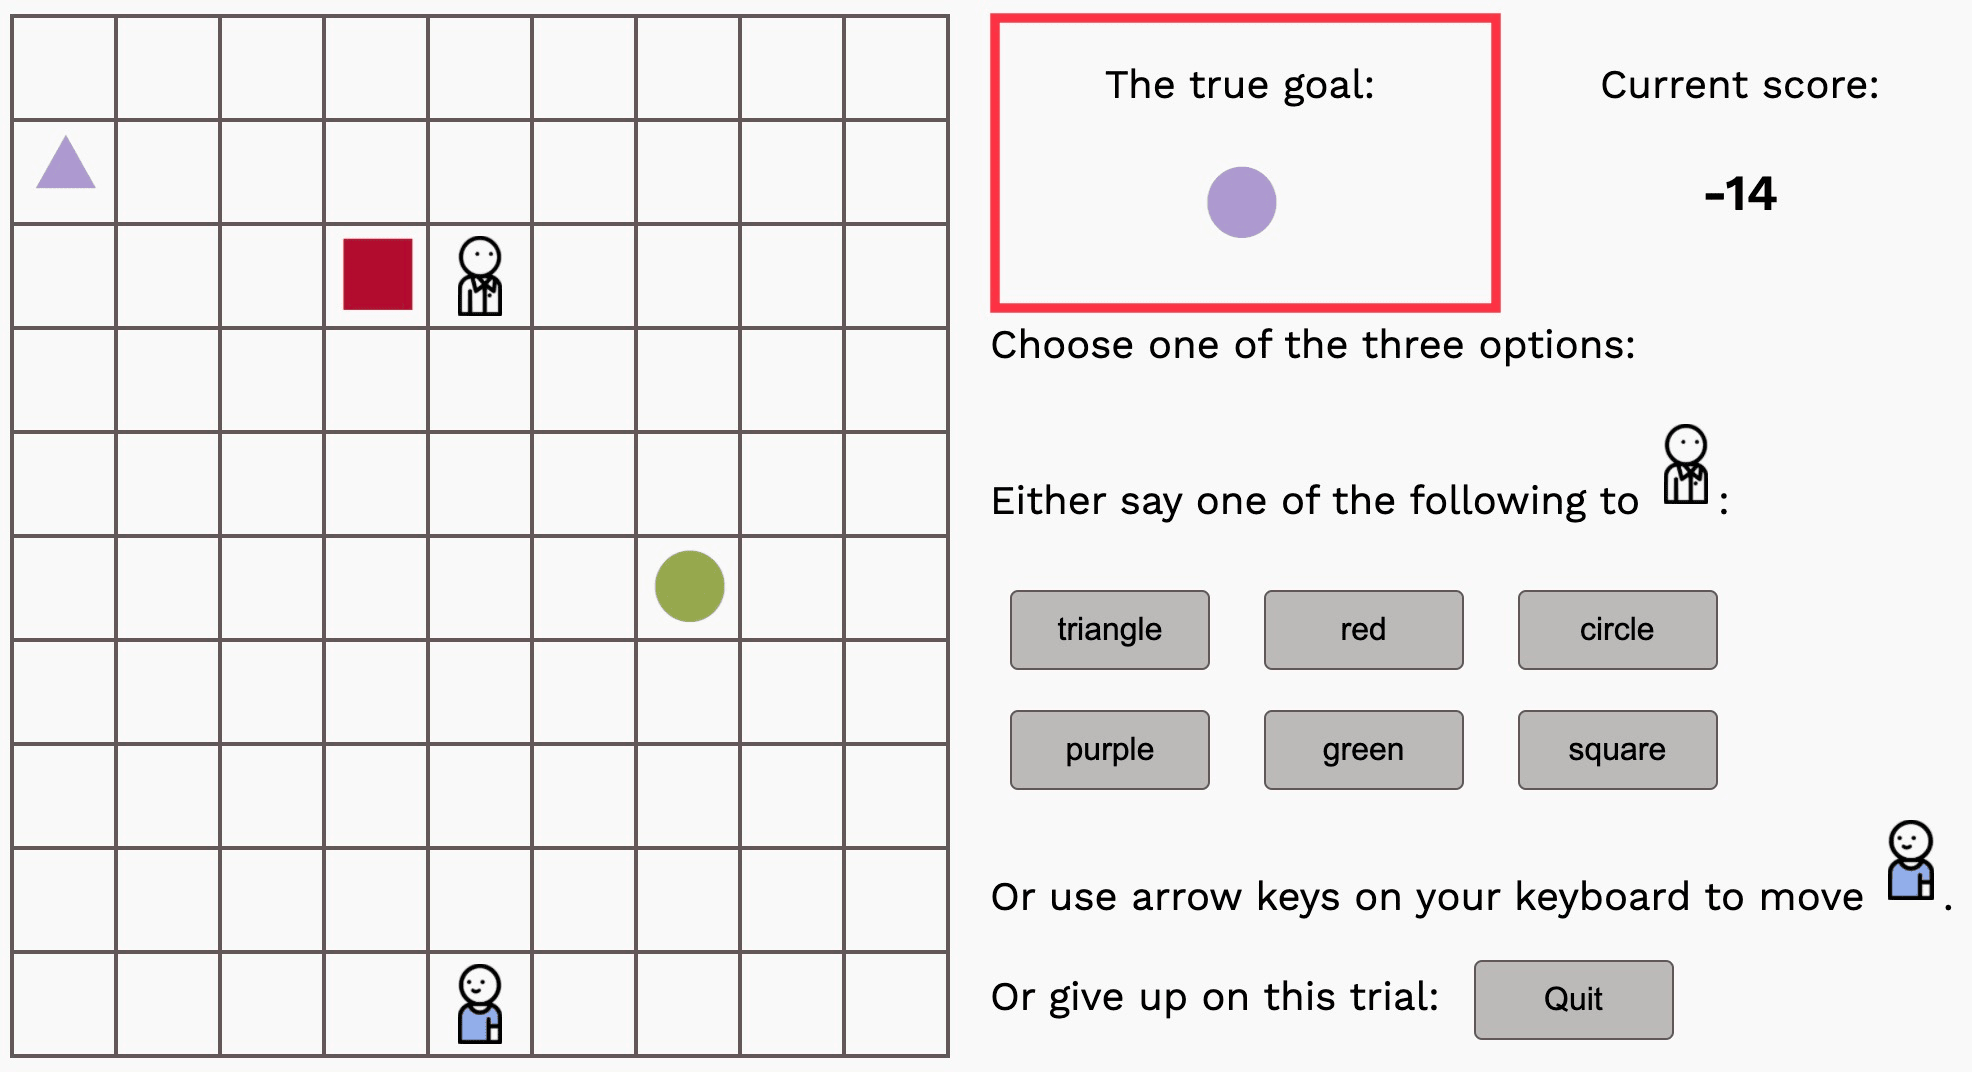 The true goal:
Current score:
-14
Choose one of the three options:
Either say one of the following to :
triangle red circle
purple green square
Or use arrow keys on your keyboard to move .
Or give up on this trial: Quit